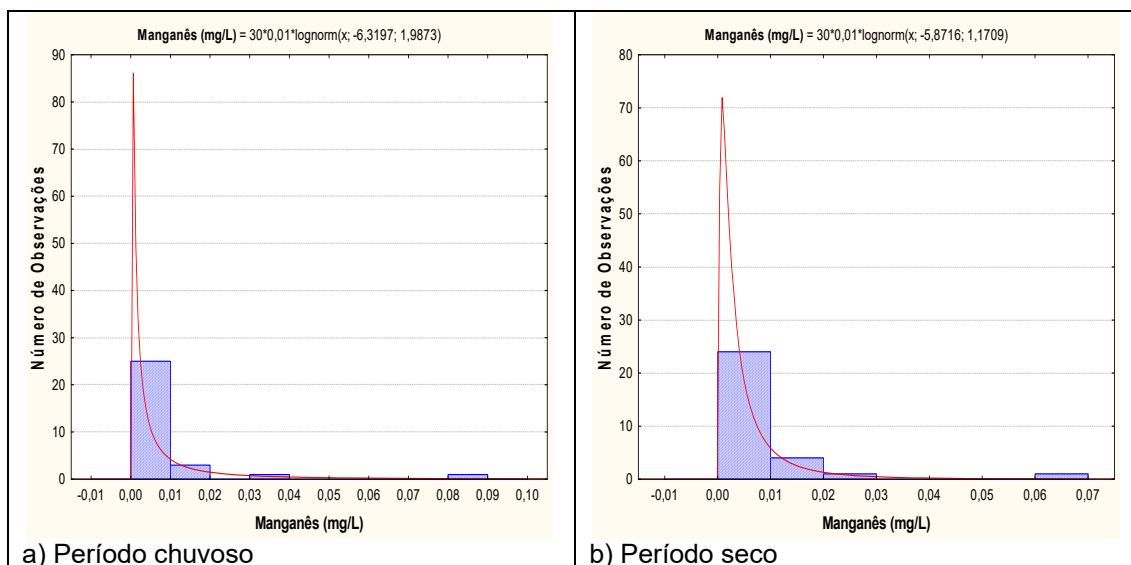 Manganês (mg/L) = 30*0,01*lognorm(x; -6,3197; 1,9873)
90
80
70
60
50
40
30
20
10
0
Número de Observações
-0,01 0,00 0,01 0,02 0,03 0,04 0,05 0,06 0,07 0,08 0,09 0,10
Manganês (mg/L)
a) Período chuvoso
Manganês (mg/L) = 30*0,01*lognorm(x; -5,8716; 1,1709)
80
70
60
50
40
30
20
10
0
Número de Observações
-0,01 0,00 0,01 0,02 0,03 0,04 0,05 0,06 0,07
Manganês (mg/L)
b) Período seco